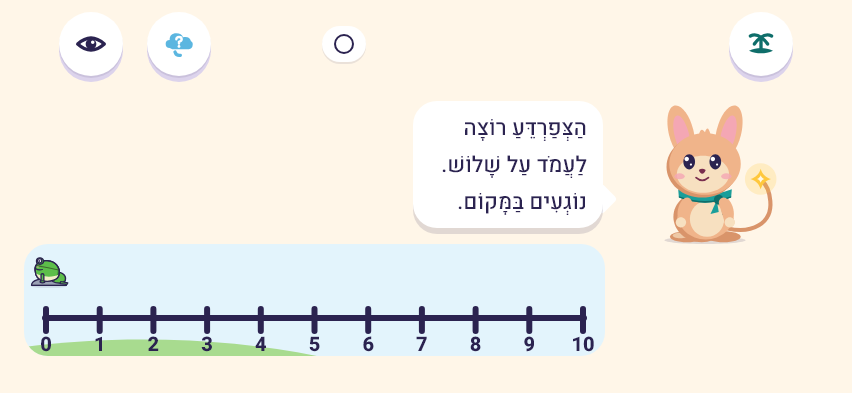 הַצְּפַרְדֵּעַ רוֹצָה
לַעֲמֹד עַל שָׁלוֹשׁ.
נוֹגְעִים בַּמָּקוֹם.
0 1 2 3 4 5 6 7 8 9 10